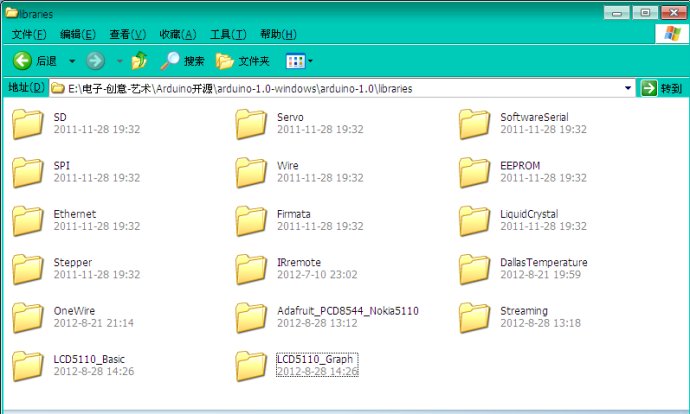 libraries
文件(F) 编辑(E) 查看(V) 收藏(A) 工具(T) 帮助(H)
后退 搜索 文件夹
地址(D) E:\电子-创意-艺术\Arduino开源\arduino-1.0-windows\arduino-1.0\libraries 转到
SD Servo SoftwareSerial
2011-11-28 19:32 2011-11-28 19:32 2011-11-28 19:32
SPI Wire EEPROM
2011-11-28 19:32 2011-11-28 19:32 2011-11-28 19:32
Ethernet Firmata LiquidCrystal
2011-11-28 19:32 2011-11-28 19:32 2011-11-28 19:32
Stepper IRremote DallasTemperature
2011-11-28 19:32 2012-7-10 23:02 2012-8-21 19:59
OneWire Adafruit_PCD8544_Nokia5110 Streaming
2012-8-21 21:14 2012-8-28 13:12 2012-8-28 13:18
LCD5110_Basic LCD5110_Graph
2012-8-28 14:26 2012-8-28 14:26